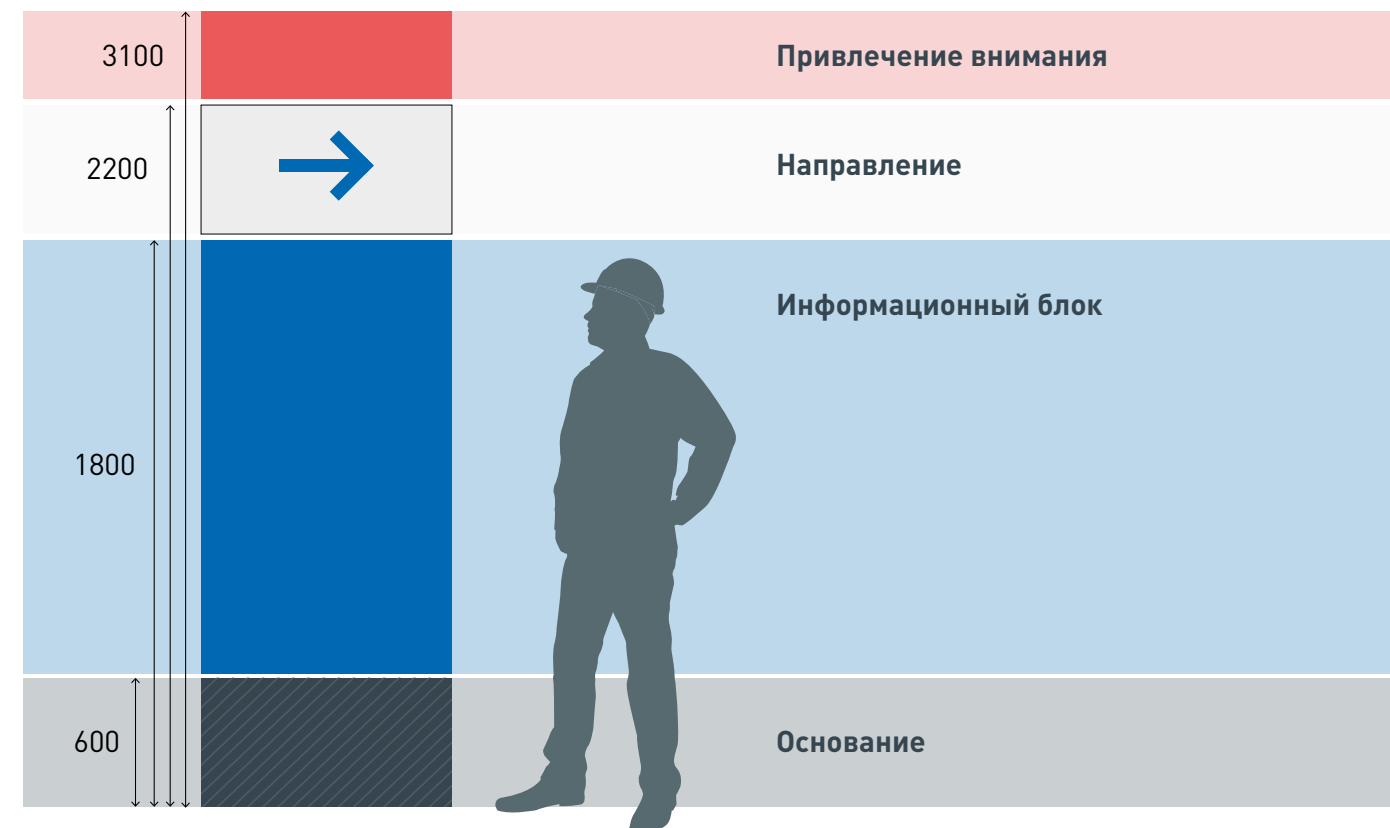 3100
Привлечение внимания
2200
Направление
Информационный блок
1800
600
Основание